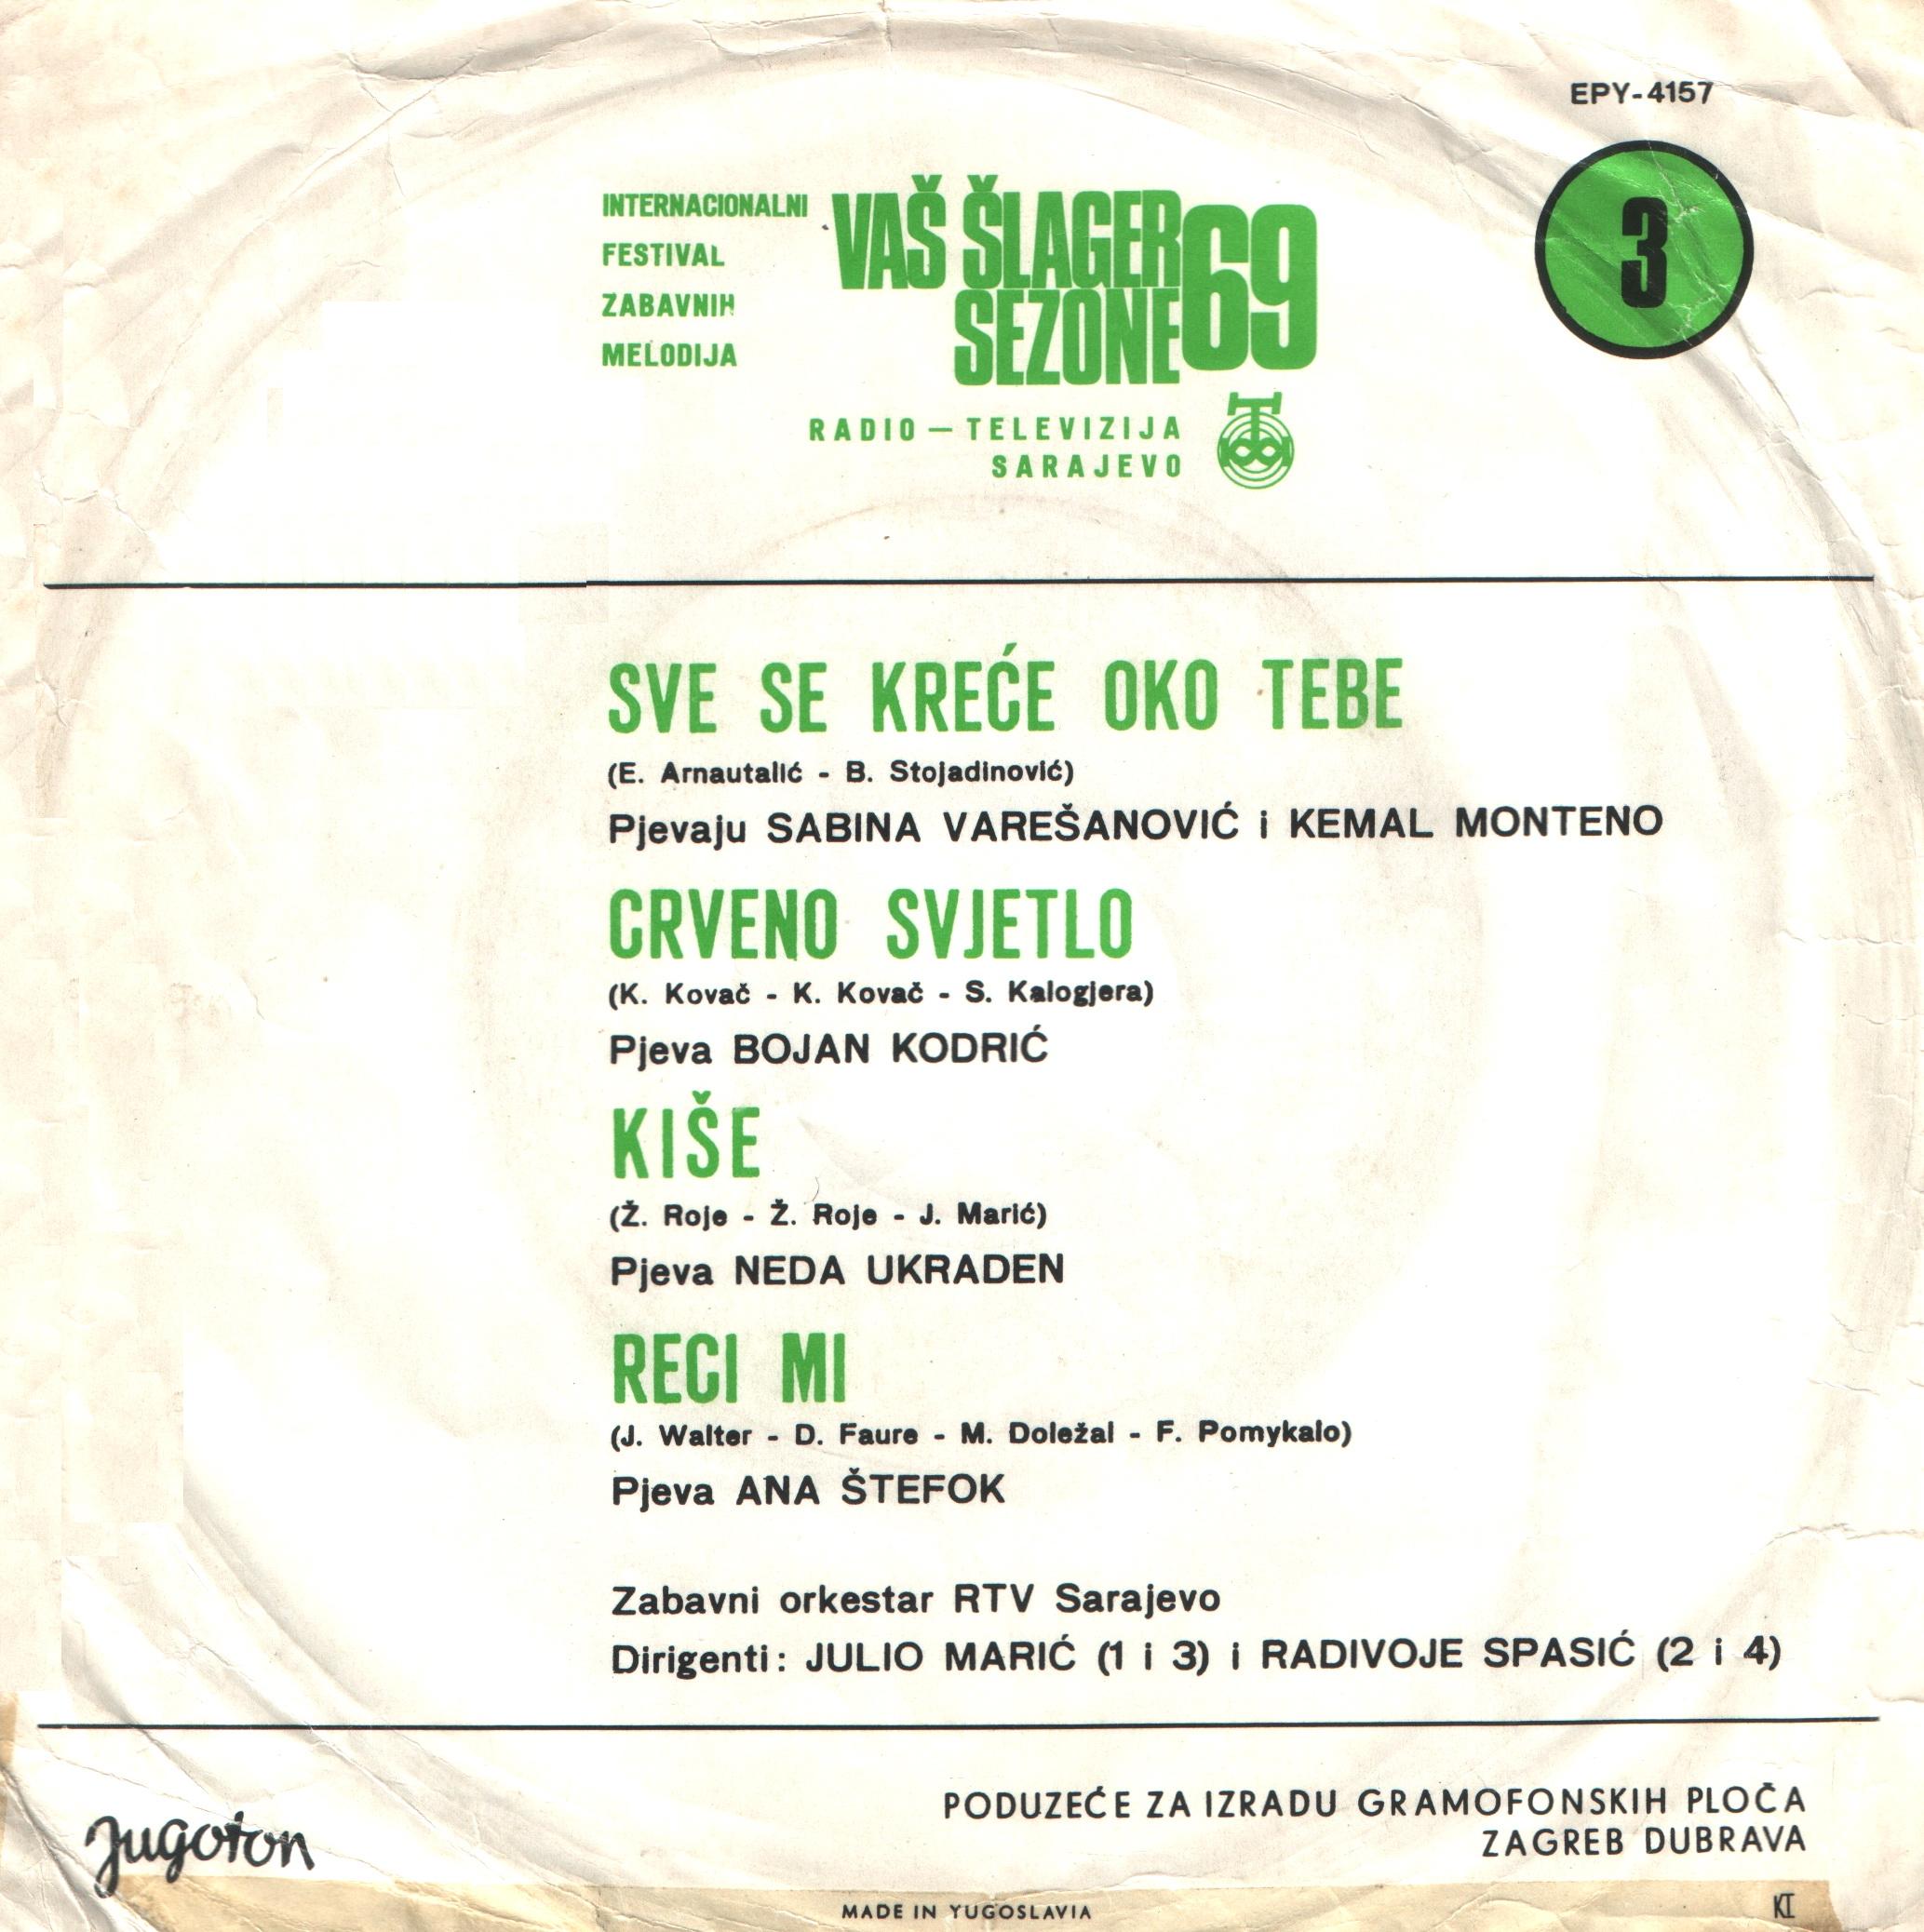 EPY-4157
3
INTERNACIONALNI
FESTIVAL
ZABAVNIH
MELODIJA
VAŠ ŠLAGER
SEZONE 69
RADIO — TELEVIZIJA
SARAJEVO
SVE SE KREĆE OKO TEBE
(E. Arnautalić - B. Stojadinović)
Pjevaju SABINA VAREŠANOVIĆ i KEMAL MONTENO
CRVENO SVJETLO
(K. Kovač - K. Kovač - S. Kalogjera)
Pjeva BOJAN KODRIĆ
KIŠE
(Ž. Roje - Ž. Roje - J. Marić)
Pjeva NEDA UKRADEN
RECI MI
(J. Walter - D. Faure - M. Doležal - F. Pomykalo)
Pjeva ANA ŠTEFOK
Zabavni orkestar RTV Sarajevo
Dirigenti: JULIO MARIĆ (1 i 3) i RADIVOJE SPASIĆ (2 i 4)
Jugoton
PODUZEĆE ZA IZRADU GRAMOFONSKIH PLOČA
ZAGREB DUBRAVA
MADE IN YUGOSLAVIA